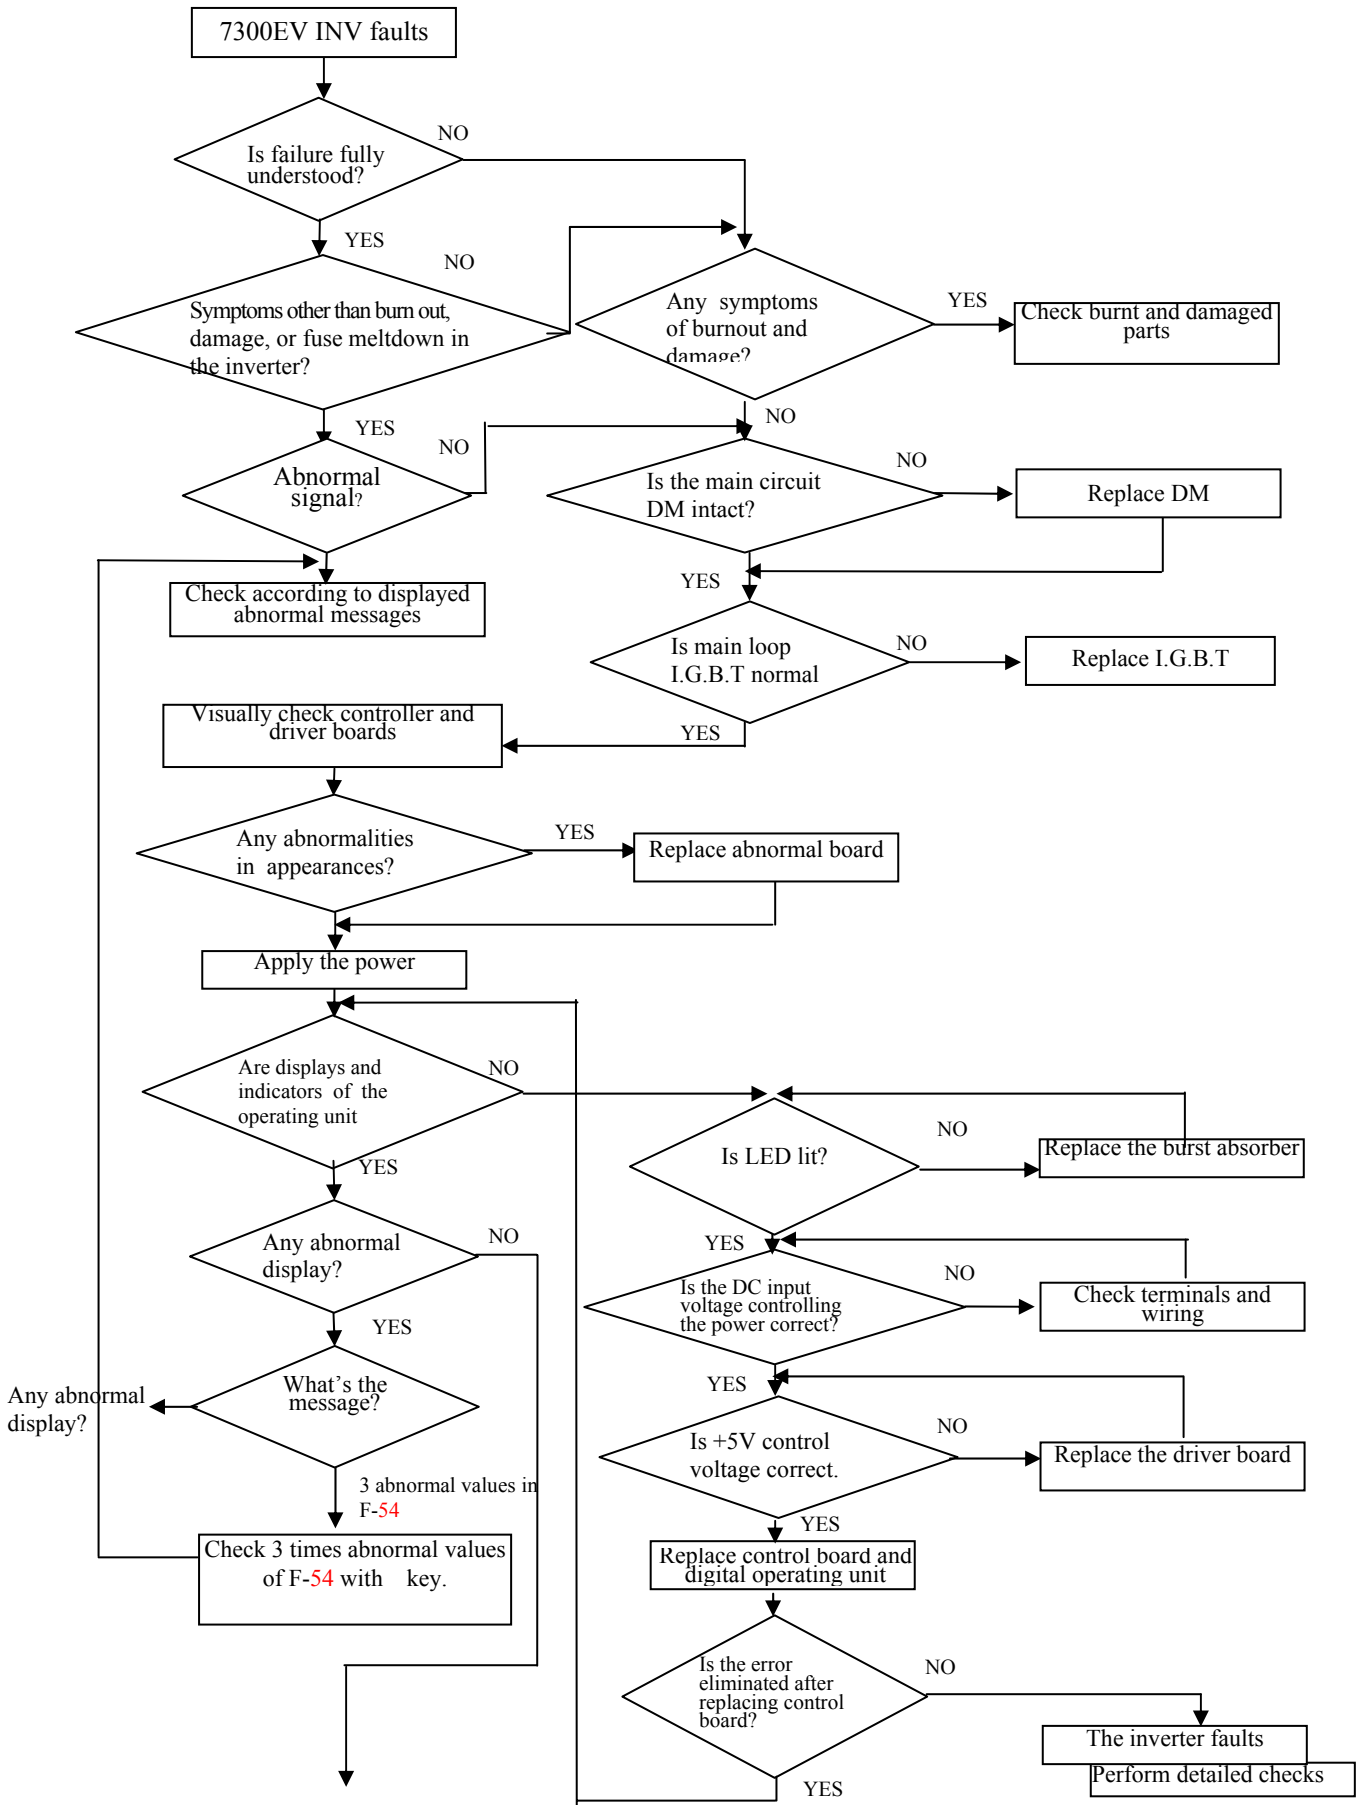 7300EV INV faults
NO
Is failure fully
understood?
YES
NO
Symptoms other than burn out,
damage, or fuse meltdown in
the inverter?
Any symptoms
of burnout and
damage?
YES
Check burnt and damaged
parts
YES
NO
NO
Abnormal
signal?
Is the main circuit
DM intact?
NO
Replace DM
YES
Check according to displayed
abnormal messages
Is main loop
I.G.B.T normal
NO
Replace I.G.B.T
YES
Visually check controller and
driver boards
Any abnormalities
in appearances?
YES
Replace abnormal board
Apply the power
Are displays and
indicators of the
operating unit
NO
YES
Is LED lit?
NO
Replace the burst absorber
Any abnormal
display?
NO
YES
Is the DC input
voltage controlling
the power correct?
NO
Check terminals and
wiring
YES
What's the
message?
Any abnormal
display?
YES
Is +5V control
voltage correct.
NO
Replace the driver board
3 abnormal values in
F-54
YES
Check 3 times abnormal values
of F-54 with key.
Replace control board and
digital operating unit
Is the error
eliminated after
replacing control
board?
NO
The inverter faults
Perform detailed checks
YES